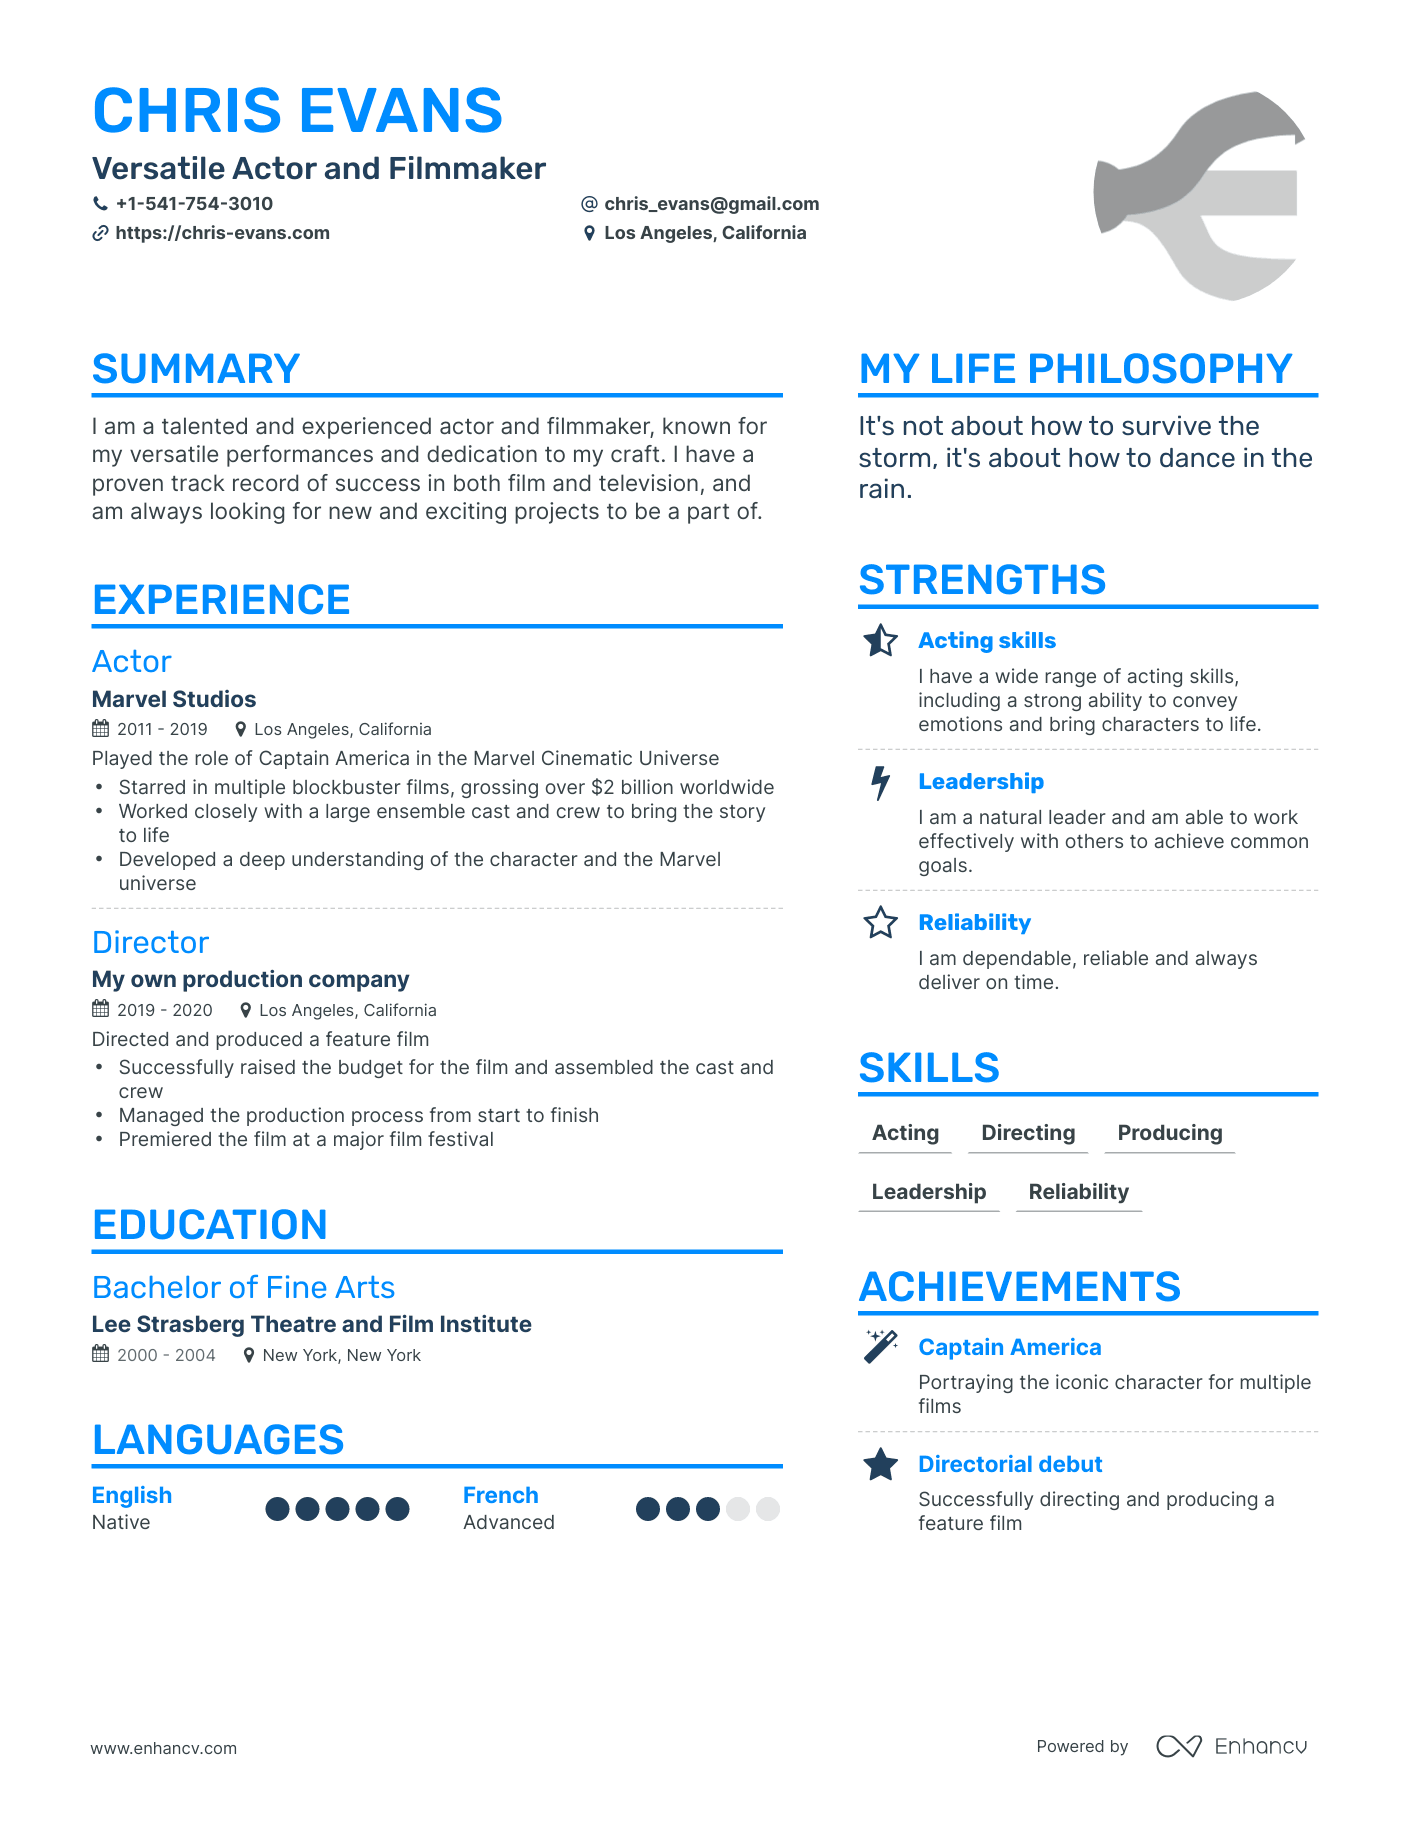 CHRIS EVANS
Versatile Actor and Filmmaker
+1-541-754-3010
@ chris_evans@gmail.com
https://chris-evans.com
Los Angeles, California
SUMMARY
I am a talented and experienced actor and filmmaker, known for
my versatile performances and dedication to my craft. I have a
proven track record of success in both film and television, and
am always looking for new and exciting projects to be a part of.
EXPERIENCE
Actor
Marvel Studios
2011 - 2019 Los Angeles, California
Played the role of Captain America in the Marvel Cinematic Universe
• Starred in multiple blockbuster films, grossing over $2 billion worldwide
• Worked closely with a large ensemble cast and crew to bring the story
to life
• Developed a deep understanding of the character and the Marvel
universe
Director
My own production company
2019 - 2020 Los Angeles, California
Directed and produced a feature film
• Successfully raised the budget for the film and assembled the cast and
crew
• Managed the production process from start to finish
• Premiered the film at a major film festival
EDUCATION
Bachelor of Fine Arts
Lee Strasberg Theatre and Film Institute
2000 - 2004 New York, New York
LANGUAGES
English
Native
French
Advanced
MY LIFE PHILOSOPHY
It's not about how to survive the
storm, it's about how to dance in the
rain.
STRENGTHS
Acting skills
I have a wide range of acting skills,
including a strong ability to convey
emotions and bring characters to life.
Leadership
I am a natural leader and am able to work
effectively with others to achieve common
goals.
Reliability
I am dependable, reliable and always
deliver on time.
SKILLS
Acting Directing Producing
Leadership Reliability
ACHIEVEMENTS
Captain America
Portraying the iconic character for multiple
films
Directorial debut
Successfully directing and producing a
feature film
www.enhancv.com
Powered by Enhancv